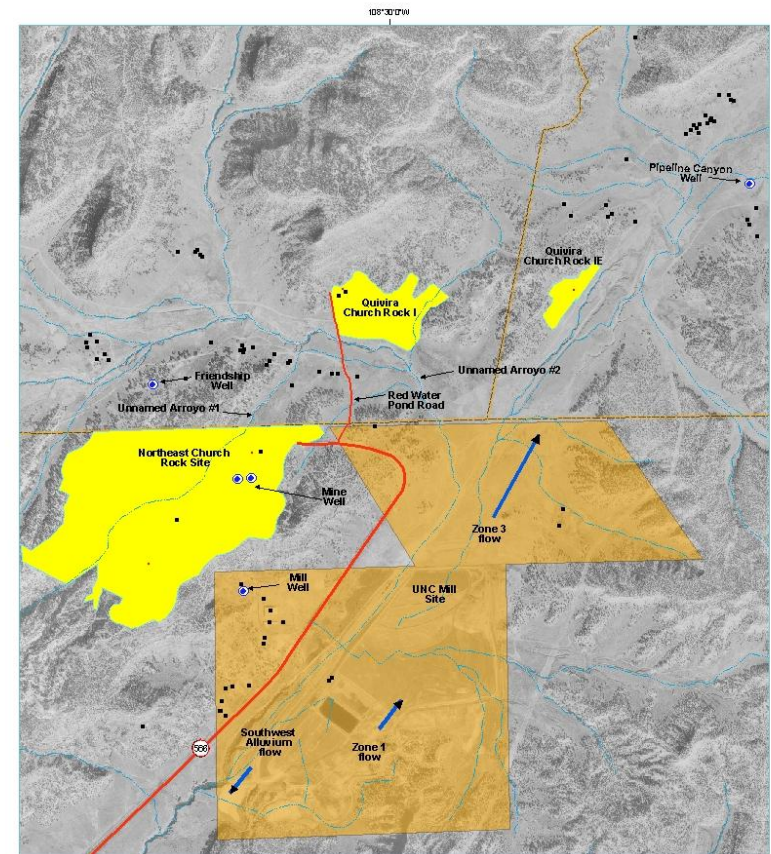 108°30'0"W
Pipeline Canyon
Well
Quivira
Church Rock IE
Quivira
Church Rock I
Friendship
Well
Unnamed Arroyo #2
Unnamed Arroyo #1
Red Water
Pond Road
Northeast Church
Rock Site
Mine
Well
Zone 3
flow
Mill
Well
UNC Mill
Site
Southwest
Alluvium
flow
Zone 1
flow
566